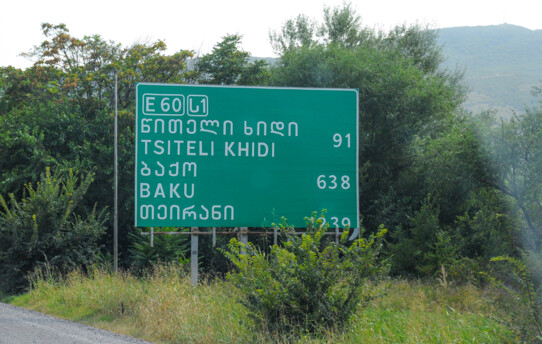 E 60 ს1
წითელი ხიდი 91
TSITELI KHIDI
ბაქო 638
BAKU
თეირანი